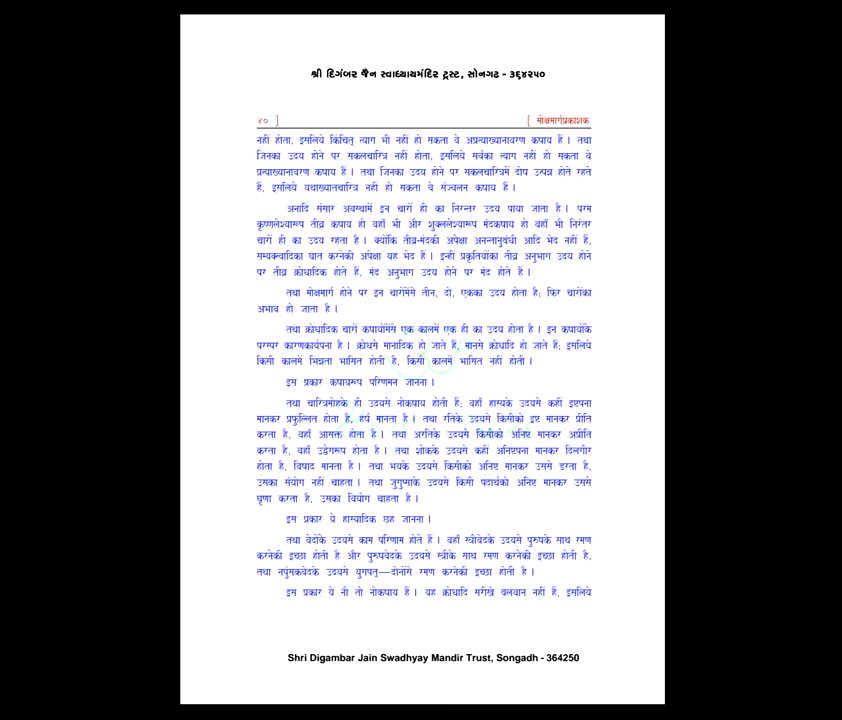 શ્રી દિગંબર જૈન સ્વાધ્યાયમંદિર ટ્રસ્ટ, સોનગઢ - ૩૬૪૨૫૦
४० ] [ मोक्षमार्गप्रकाशक
नहीं होता, इसलिये किंचित् त्याग भी नहीं हो सकता वे अप्रत्याख्यानावरण कषाय हैं। तथा
जिनका उदय होने पर सकलचारित्र नहीं होता, इसलिये सर्वका त्याग नहीं हो सकता वे
प्रत्याख्यानावरण कषाय हैं। तथा जिनका उदय होने पर सकलचारित्रमें दोष उत्पन्न होते रहते
हैं, इसलिये यथाख्यातचारित्र नहीं हो सकता वे संज्वलन कषाय हैं।
अनादि संसार अवस्थामें इन चारों ही का निरन्तर उदय पाया जाता है। परम
कृष्णलेश्यारूप तीव्र कषाय हो वहाँ भी और शुक्ललेश्यारूप मंदकषाय हो वहाँ भी निरंतर
चारों ही का उदय रहता है। क्योंकि तीव्र-मंदकी अपेक्षा अनन्तानुबंधी आदि भेद नहीं हैं,
सम्यक्त्वादिका घात करनेकी अपेक्षा यह भेद हैं। इन्हीं प्रकृतियोंका तीव्र अनुभाग उदय होने
पर तीव्र क्रोधादिक होते हैं, मंद अनुभाग उदय होने पर मंद होते हैं।
तथा मोक्षमार्ग होने पर इन चारोंमेंसे तीन, दो, एकका उदय होता है; फिर चारोंका
अभाव हो जाता है।
तथा क्रोधादिक चारों कषायोंमेंसे एक कालमें एक ही का उदय होता है। इन कषायोंके
परस्पर कारणकार्यपना है। क्रोधसे मानादिक हो जाते हैं, मानसे क्रोधादि हो जाते हैं; इसलिये
किसी कालमें भिन्नता भासित होती है, किसी कालमें भासित नहीं होती।
इस प्रकार कषायरूप परिणमन जानना।
तथा चारित्रमोहके ही उदयसे नोकषाय होती हैं; वहाँ हास्यके उदयसे कहीं इष्टपना
मानकर प्रफुल्लित होता है, हर्ष मानता है। तथा रतिके उदयसे किसीको इष्ट मानकर प्रीति
करता है, वहाँ आसक्त होता है। तथा अरतिके उदयसे किसीको अनिष्ट मानकर अप्रीति
करता है, वहाँ उद्वेगरूप होता है। तथा शोकके उदयसे कहीं अनिष्टपना मानकर दिलगीर
होता है, विषाद मानता है। तथा भयके उदयसे किसीको अनिष्ट मानकर उससे डरता है,
उसका संयोग नहीं चाहता। तथा जुगुप्साके उदयसे किसी पदार्थको अनिष्ट मानकर उससे
घृणा करता है, उसका वियोग चाहता है।
इस प्रकार ये हास्यादिक छह जानना।
तथा वेदोंके उदयसे काम परिणाम होते हैं। वहाँ स्त्रीवेदके उदयसे पुरुषके साथ रमण
करनेकी इच्छा होती है और पुरुषवेदके उदयसे स्त्रीके साथ रमण करनेकी इच्छा होती है,
तथा नपुंसकवेदके उदयसे युगपत्—दोनोंसे रमण करनेकी इच्छा होती है।
इस प्रकार ये नौ तो नोकषाय हैं। यह क्रोधादि सरीखे बलवान नहीं हैं, इसलिये
Shri Digambar Jain Swadhyay Mandir Trust, Songadh - 364250